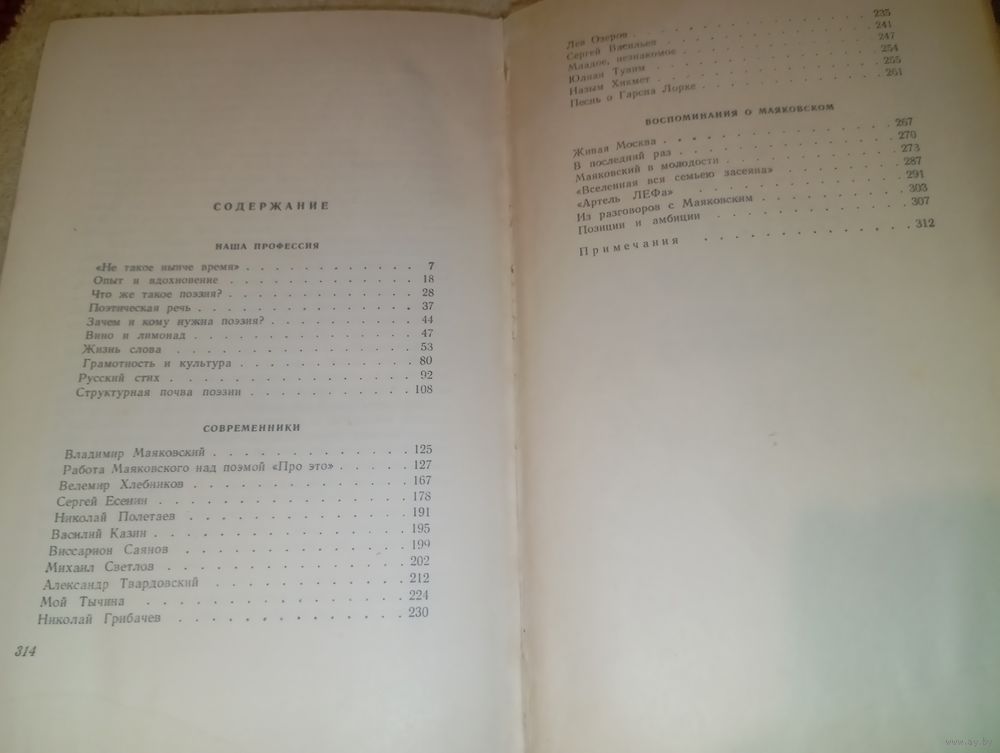 СОДЕРЖАНИЕ
НАША ПРОФЕССИЯ
«Не такое нынче время» . . . . . . . . . . . . 7
Опыт и вдохновение . . . . . . . . . . . . . 18
Что же такое поэзия? . . . . . . . . . . . . . 28
Поэтическая речь . . . . . . . . . . . . . . . 37
Зачем и кому нужна поэзия? . . . . . . . . . . 44
Вино и лимонад . . . . . . . . . . . . . . . 47
Жизнь слова . . . . . . . . . . . . . . . . 53
Грамотность и культура . . . . . . . . . . . . 80
Русский стих . . . . . . . . . . . . . . . . 92
Структурная почва поэзии . . . . . . . . . . . 108
СОВРЕМЕННИКИ
Владимир Маяковский . . . . . . . . . . . . . 125
Работа Маяковского над поэмой «Про это» . . . . . 127
Велемир Хлебников . . . . . . . . . . . . . . 167
Сергей Есенин . . . . . . . . . . . . . . . . 178
Николай Полетаев . . . . . . . . . . . . . . 191
Василий Казин . . . . . . . . . . . . . . . . 195
Виссарион Саянов . . . . . . . . . . . . . . 199
Михаил Светлов . . . . . . . . . . . . . . . 202
Александр Твардовский . . . . . . . . . . . . 212
Мой Тычина . . . . . . . . . . . . . . . . 224
Николай Грибачев . . . . . . . . . . . . . . 230
314
Лев Озеров . . . . . . . . . . . . . . . . 235
Сергей Васильев . . . . . . . . . . . . . . 241
Младое, незнакомое . . . . . . . . . . . . . 247
Юлиан Тувим . . . . . . . . . . . . . . . . 254
Назым Хикмет . . . . . . . . . . . . . . . 255
Песнь о Гарсиа Лорке . . . . . . . . . . . . 261
ВОСПОМИНАНИЯ О МАЯКОВСКОМ
Живая Москва . . . . . . . . . . . . . . . 267
В последний раз . . . . . . . . . . . . . . 270
Маяковский в молодости . . . . . . . . . . . 273
«Вселенная вся семьею засеяна» . . . . . . . . 287
«Артель ЛЕФа» . . . . . . . . . . . . . . . 291
Из разговоров с Маяковским . . . . . . . . . . 303
Позиции и амбиции . . . . . . . . . . . . . 307
Примечания . . . . . . . . . . . . . . . . 312
www.ay.by